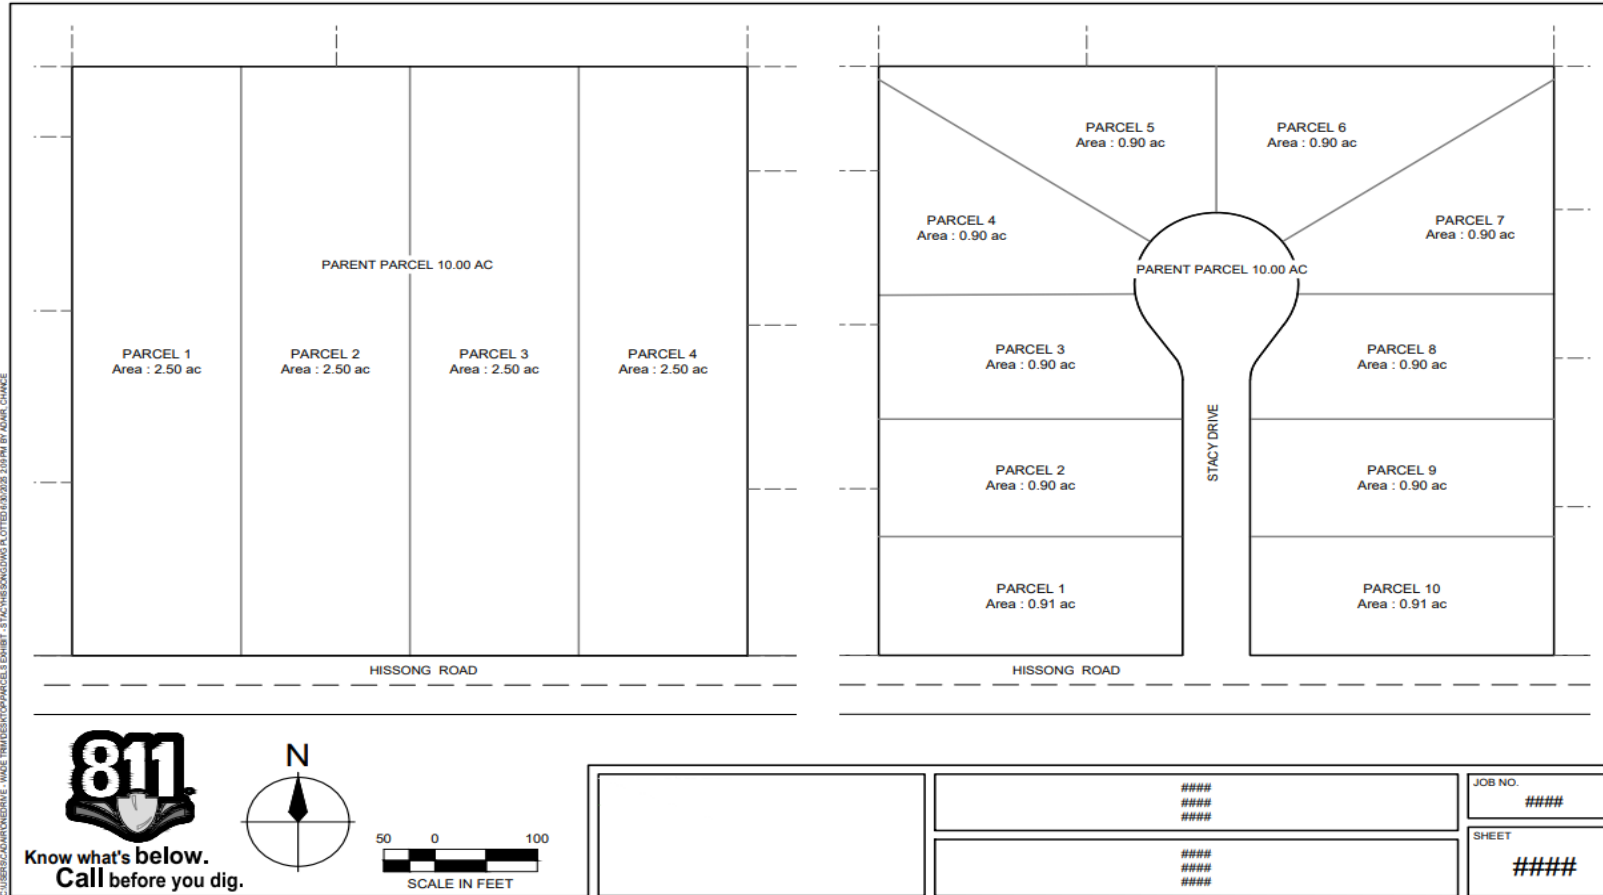 PARENT PARCEL 10.00 AC
PARCEL 1
Area : 2.50 ac
PARCEL 2
Area : 2.50 ac
PARCEL 3
Area : 2.50 ac
PARCEL 4
Area : 2.50 ac
HISSONG ROAD
PARCEL 5
Area : 0.90 ac
PARCEL 6
Area : 0.90 ac
PARCEL 4
Area : 0.90 ac
PARCEL 7
Area : 0.90 ac
PARENT PARCEL 10.00 AC
PARCEL 3
Area : 0.90 ac
PARCEL 8
Area : 0.90 ac
STACY DRIVE
PARCEL 2
Area : 0.90 ac
PARCEL 9
Area : 0.90 ac
PARCEL 1
Area : 0.91 ac
PARCEL 10
Area : 0.91 ac
HISSONG ROAD
811
Know what's below.
Call before you dig.
N
50 0 100
SCALE IN FEET
####
####
####
####
####
####
JOB NO.
####
SHEET
####